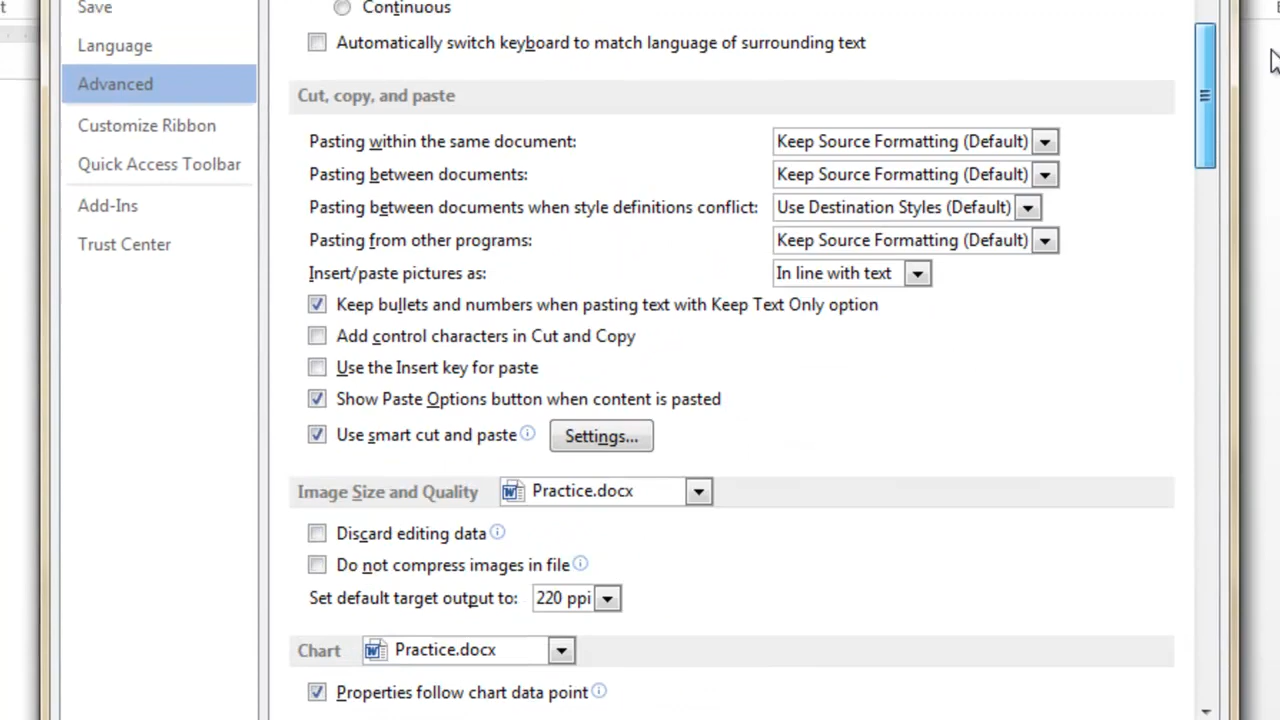 Save
Language
Advanced
Customize Ribbon
Quick Access Toolbar
Add-Ins
Trust Center
Continuous
Automatically switch keyboard to match language of surrounding text
Cut, copy, and paste
Pasting within the same document: Keep Source Formatting (Default)
Pasting between documents: Keep Source Formatting (Default)
Pasting between documents when style definitions conflict: Use Destination Styles (Default)
Pasting from other programs: Keep Source Formatting (Default)
Insert/paste pictures as: In line with text
Keep bullets and numbers when pasting text with Keep Text Only option
Add control characters in Cut and Copy
Use the Insert key for paste
Show Paste Options button when content is pasted
Use smart cut and paste Settings...
Image Size and Quality Practice.docx
Discard editing data
Do not compress images in file
Set default target output to: 220 ppi
Chart Practice.docx
Properties follow chart data point